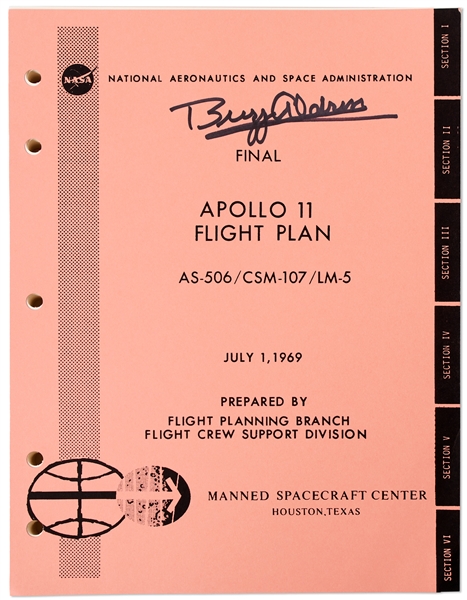 NASA
NATIONAL AERONAUTICS AND SPACE ADMINISTRATION
Buzz Aldrin
FINAL
APOLLO 11
FLIGHT PLAN
AS-506/CSM-107/LM-5
JULY 1, 1969
PREPARED BY
FLIGHT PLANNING BRANCH
FLIGHT CREW SUPPORT DIVISION
MANNED SPACECRAFT CENTER
HOUSTON, TEXAS
SECTION I
SECTION II
SECTION III
SECTION IV
SECTION V
SECTION VI